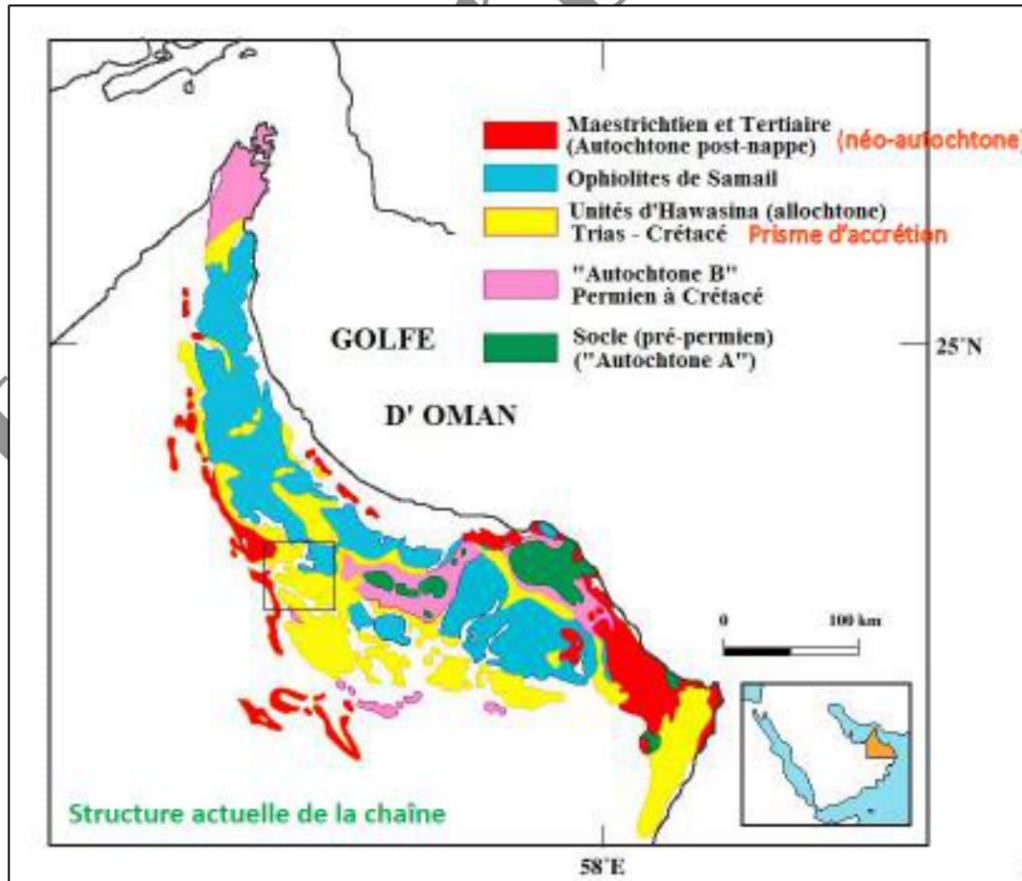 Maestrichtien et Tertiaire
(Autochtone post-nappe) (néo-autochtone)
Ophiolites de Samail
Unités d'Hawasina (allochtone)
Trias - Crétacé Prisme d'accrétion
"Autochtone B"
Permien à Crétacé
Socle (pré-permien)
("Autochtone A")
GOLFE
D' OMAN
25°N
0 100 km
Structure actuelle de la chaîne
58°E